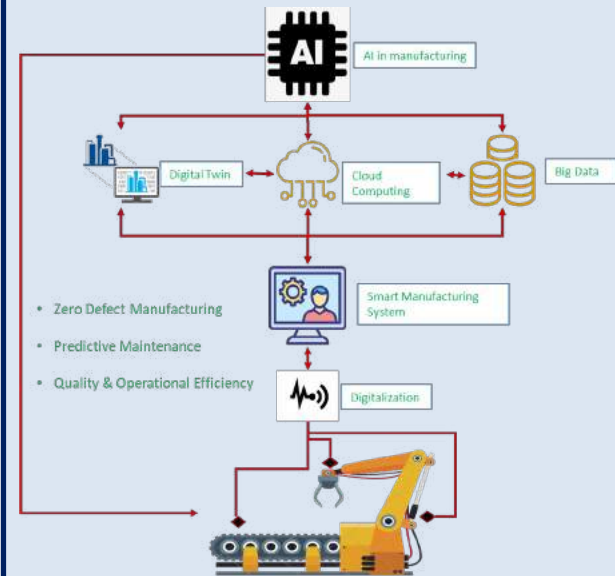 AI
AI in manufacturing
Digital Twin
Cloud
Computing
Big Data
Smart Manufacturing
System
• Zero Defect Manufacturing
• Predictive Maintenance
• Quality & Operational Efficiency
Digitalization